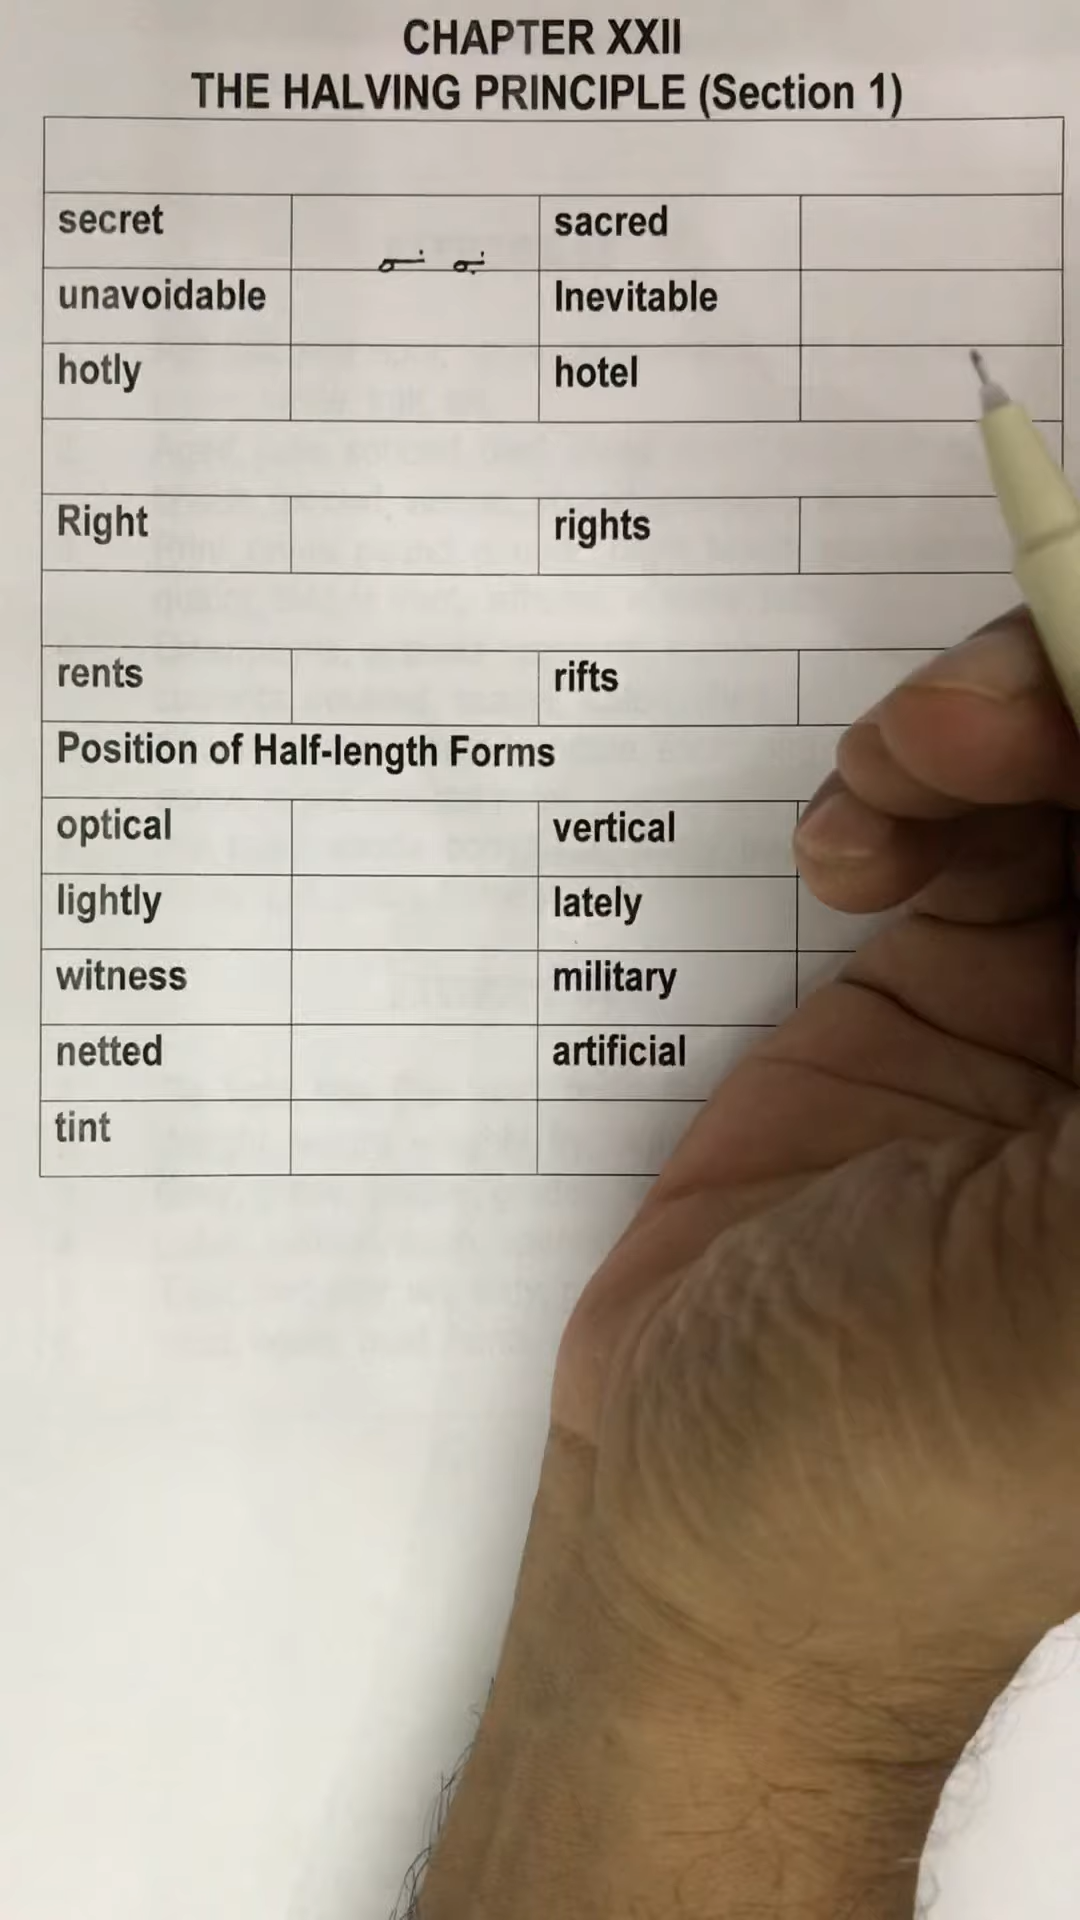 CHAPTER XXII
THE HALVING PRINCIPLE (Section 1)
secret sacred
unavoidable Inevitable
hotly hotel
Right rights
rents rifts
Position of Half-length Forms
optical vertical
lightly lately
witness military
netted artificial
tint